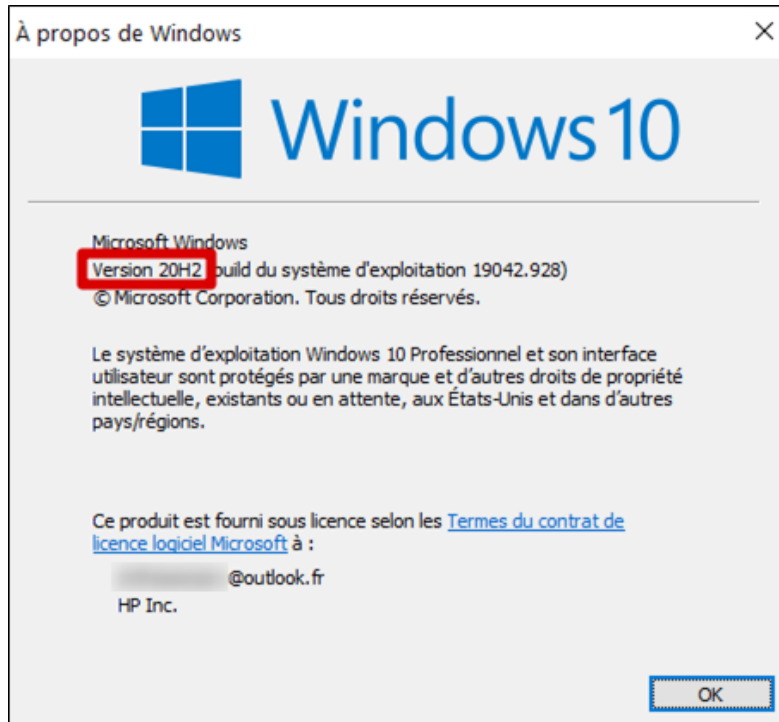 À propos de Windows
Windows 10
Microsoft Windows
Version 20H2 build du système d'exploitation 19042.928)
© Microsoft Corporation. Tous droits réservés.
Le système d’exploitation Windows 10 Professionnel et son interface
utilisateur sont protégés par une marque et d’autres droits de propriété
intellectuelle, existants ou en attente, aux États-Unis et dans d’autres
pays/régions.
Ce produit est fourni sous licence selon les Termes du contrat de
licence logiciel Microsoft à :
@outlook.fr
HP Inc.
OK